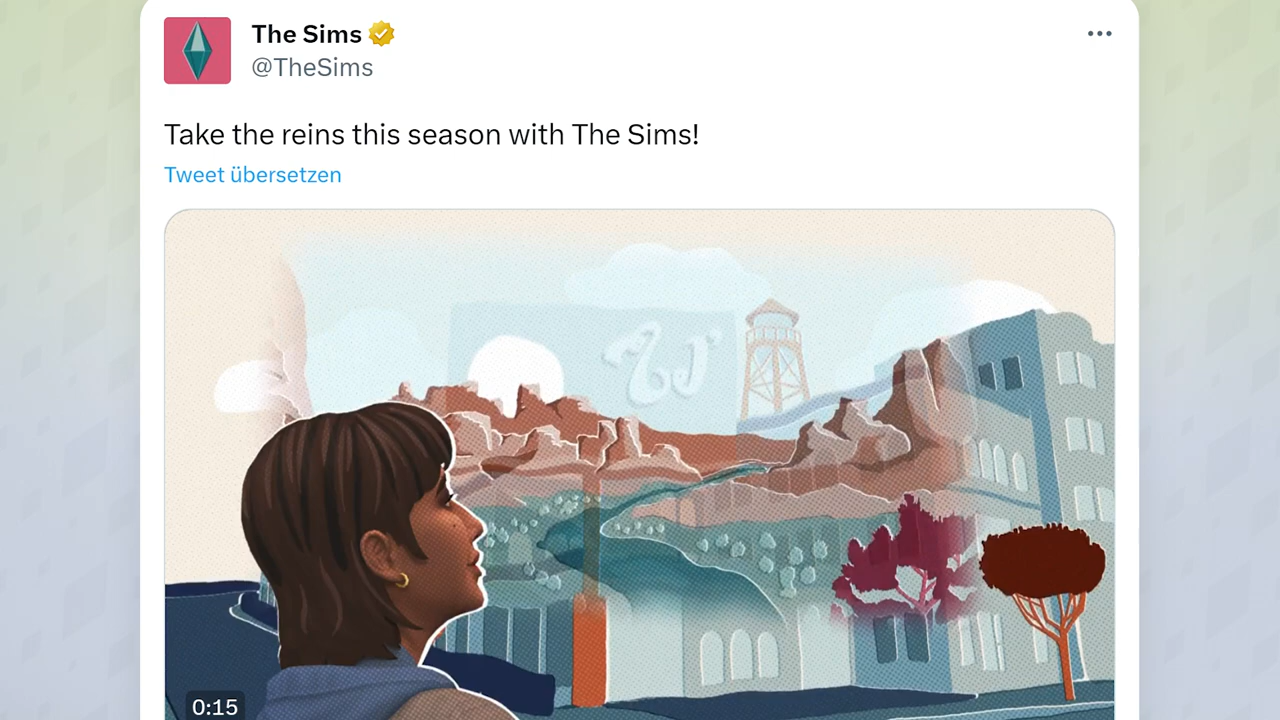 The Sims
@TheSims
Take the reins this season with The Sims!
Tweet übersetzen
0:15